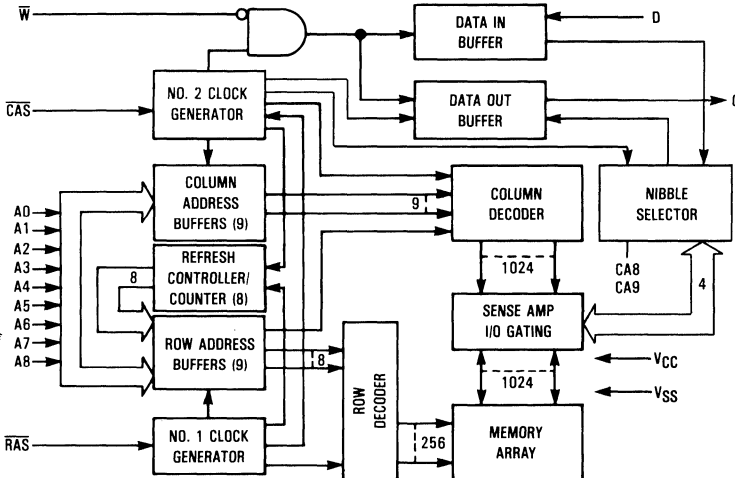 W
DATA IN
BUFFER
D
CAS
NO. 2 CLOCK
GENERATOR
DATA OUT
BUFFER
COLUMN
ADDRESS
BUFFERS (9)
9
COLUMN
DECODER
NIBBLE
SELECTOR
A0
A1
A2
A3
A4
A5
A6
A7
A8
8
REFRESH
CONTROLLER/
COUNTER (8)
1024
CA8
CA9
4
SENSE AMP
I/O GATING
ROW ADDRESS
BUFFERS (9)
8
ROW
DECODER
1024
VCC
VSS
RAS
NO. 1 CLOCK
GENERATOR
256
MEMORY
ARRAY